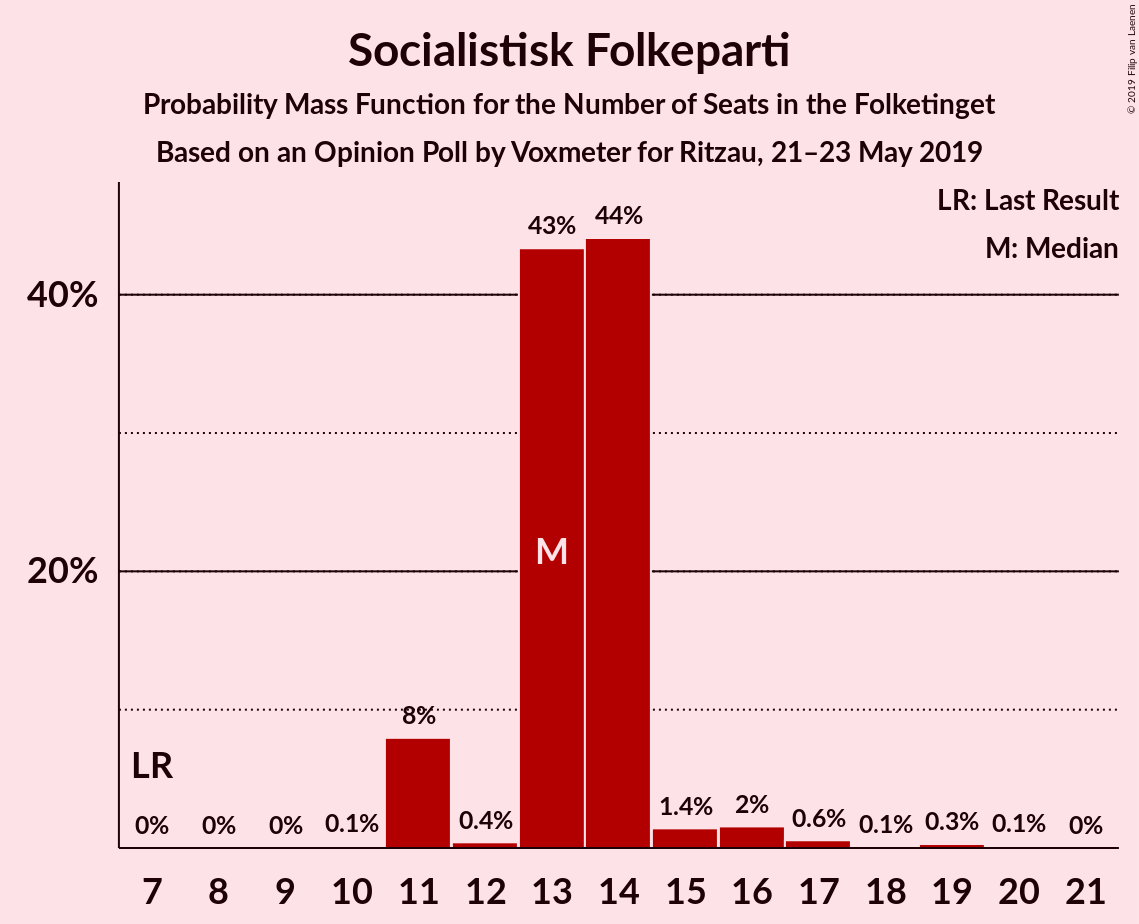 Socialistisk Folkeparti
Probability Mass Function for the Number of Seats in the Folketinget
Based on an Opinion Poll by Voxmeter for Ritzau, 21–23 May 2019
© 2019 Filip van Laenen
LR: Last Result
M: Median
40%
20%
43%
44%
M
8%
LR
0%
0%
0%
0.1%
0.4%
1.4%
2%
0.6%
0.1%
0.3%
0.1%
0%
7 8 9 10 11 12 13 14 15 16 17 18 19 20 21